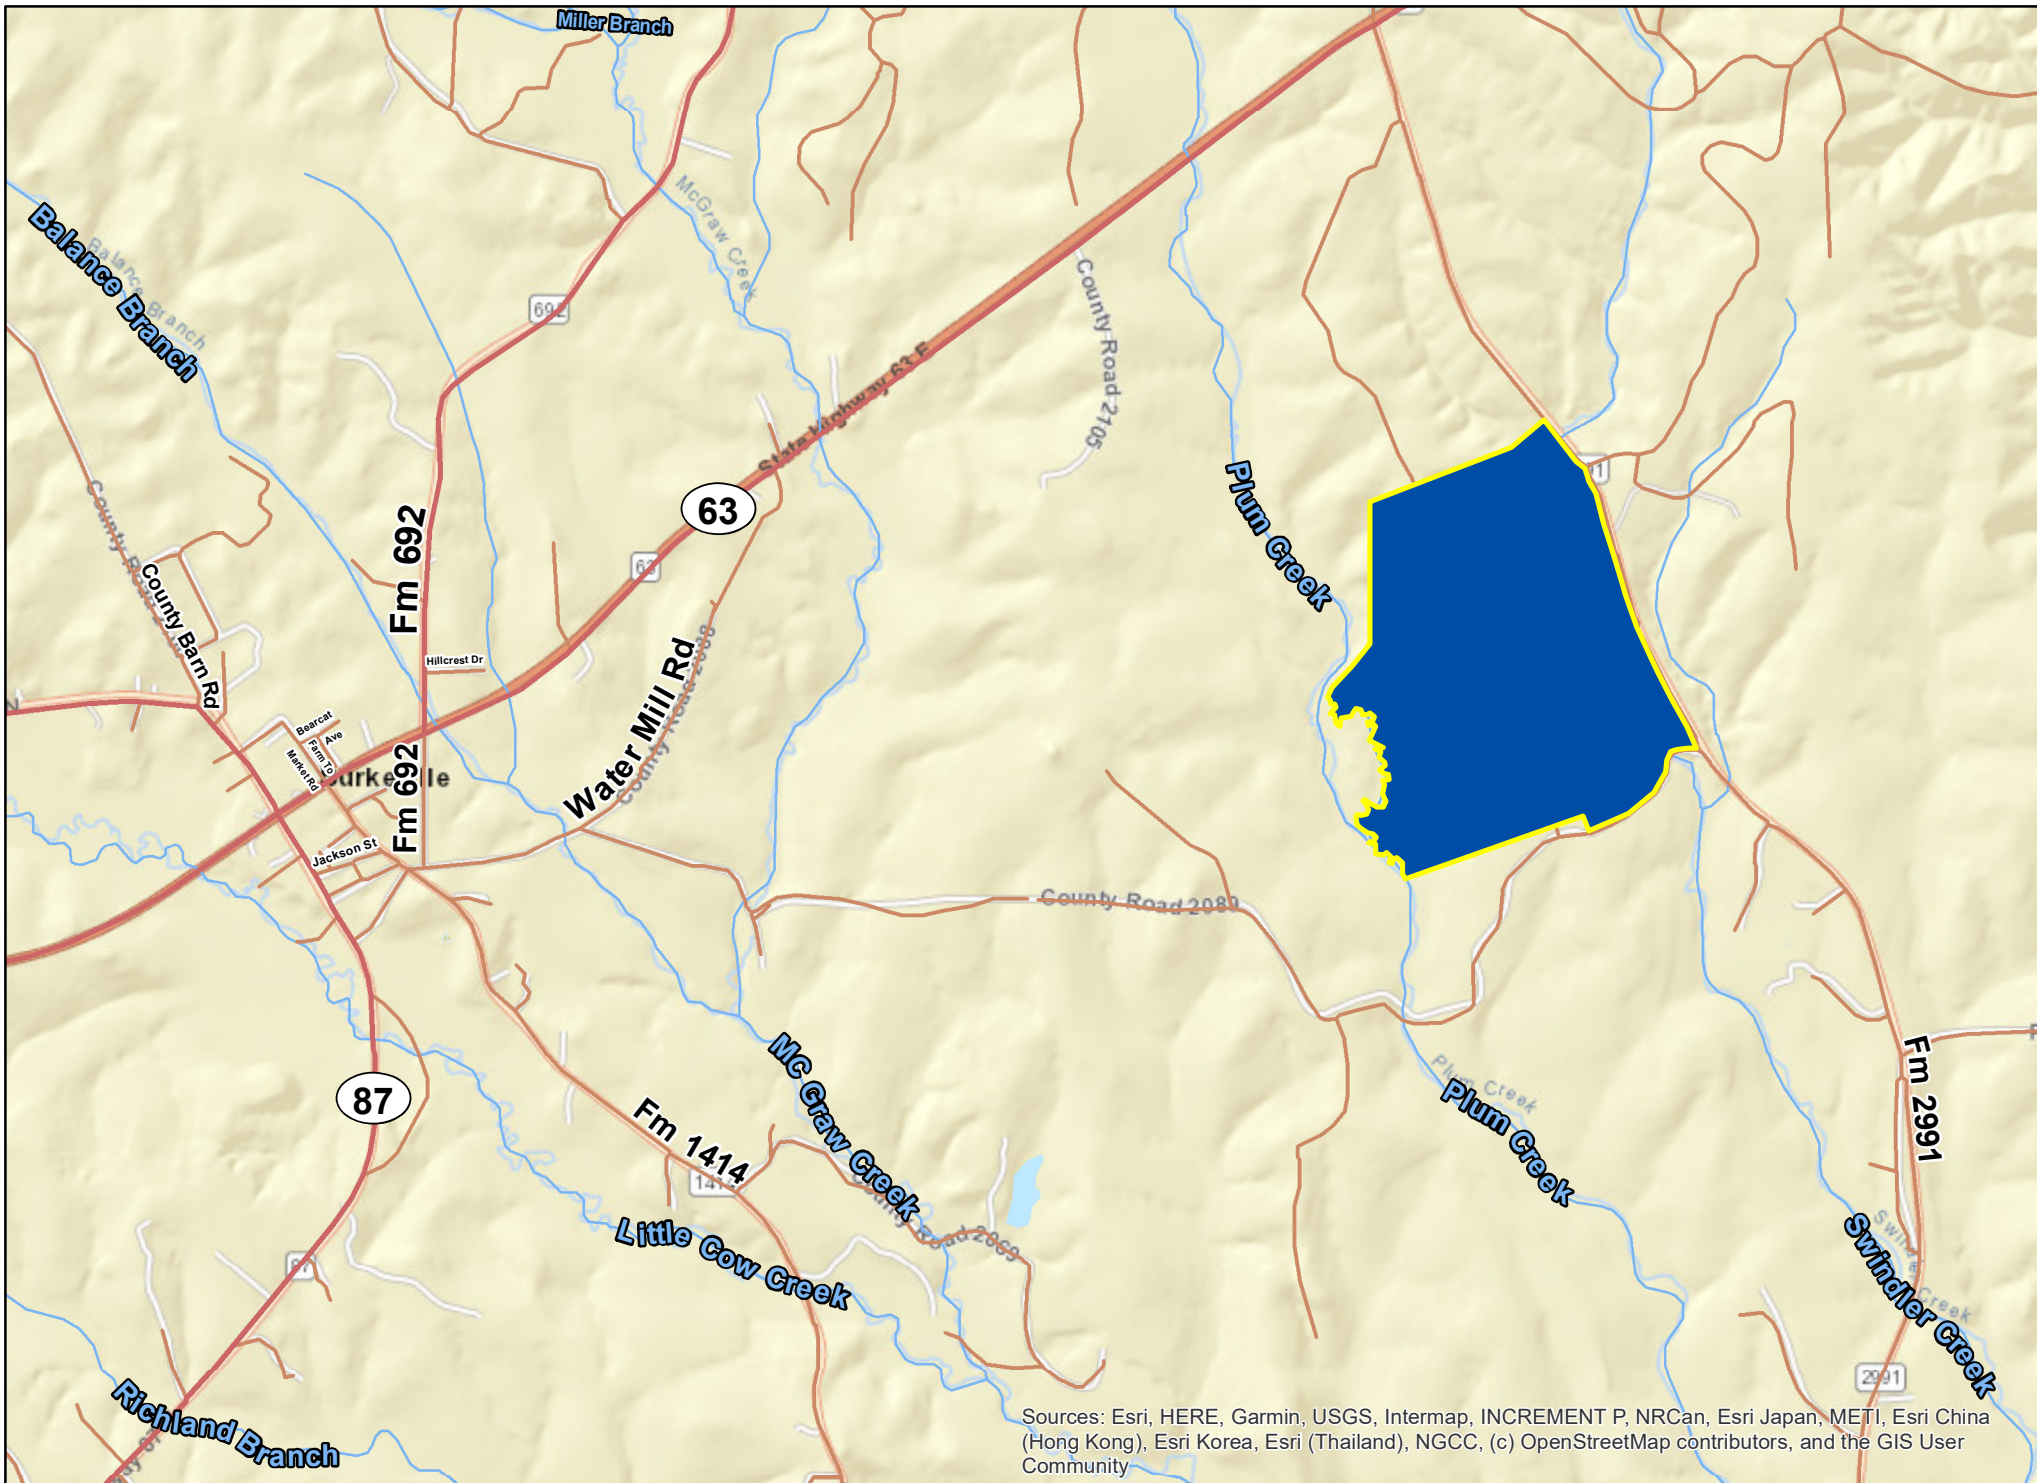 Miller Branch
McGraw Creek
Balance Branch
Balance Branch
692
County Road 2105
State Highway 63 E
Plum Creek
63
63
Fm 692
County Barn Rd
Hillcrest Dr
Water Mill Rd
Bearcat
Ave
Farm To
Market Rd
Fm 692
Jackson St
County Road 2089
MC Graw Creek
87
Fm 1414
1414
Plum Creek
Plum Creek
Fm 2991
Little Cow Creek
87
Swindler Creek
2991
Richland Branch
Sources: Esri, HERE, Garmin, USGS, Intermap, INCREMENT P, NRCan, Esri Japan, METI, Esri China
(Hong Kong), Esri Korea, Esri (Thailand), NGCC, (c) OpenStreetMap contributors, and the GIS User
Community